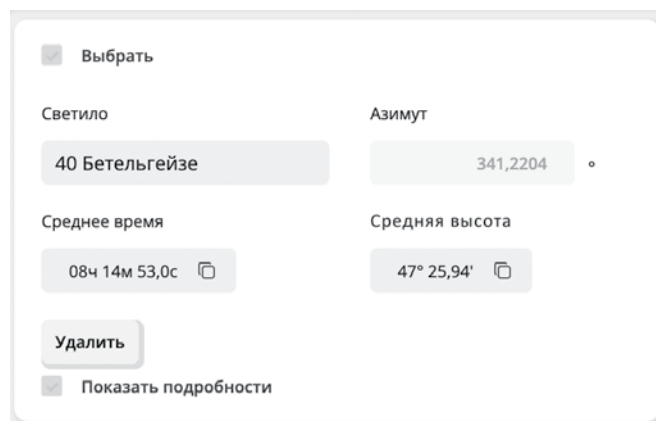 Выбрать
Светило Азимут
40 Бетельгейзе 341,2204 °
Среднее время Средняя высота
08ч 14м 53,0с 47° 25,94'
Удалить
Показать подробности